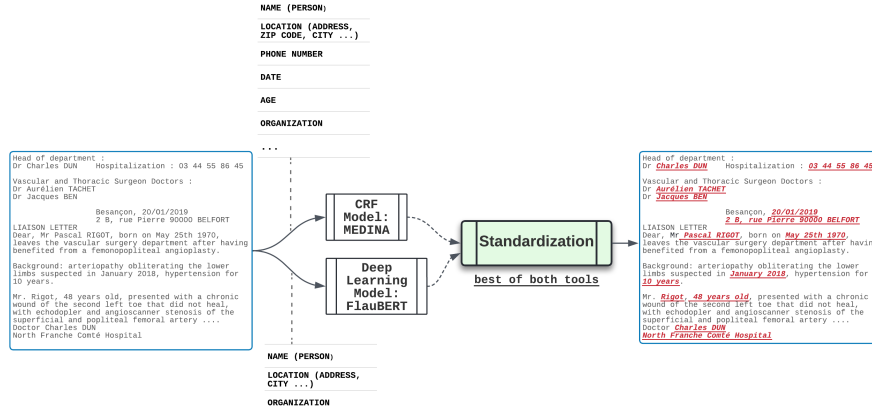 NAME (PERSON)
LOCATION (ADDRESS,
ZIP CODE, CITY ...)
PHONE NUMBER
DATE
AGE
ORGANIZATION
...
Head of department :
Dr Charles DUN Hospitalization : 03 44 55 86 45
Vascular and Thoracic Surgeon Doctors :
Dr Aurélien TACHET
Dr Jacques BEN
Besançon, 20/01/2019
2 B, rue Pierre 90000 BELFORT
LIAISON LETTER
Dear, Mr Pascal RIGOT, born on May 25th 1970,
leaves the vascular surgery department after having
benefited from a femonopopliteal angioplasty.
Background: arteriopathy obliterating the lower
limbs suspected in January 2018, hypertension for
10 years.
Mr. Rigot, 48 years old, presented with a chronic
wound of the second left toe that did not heal,
with echodopler and angioscanner stenosis of the
superficial and popliteal femoral artery ....
Doctor Charles DUN
North Franche Comté Hospital
CRF
Model:
MEDINA
Deep
Learning
Model:
FlauBERT
Standardization
best of both tools
NAME (PERSON)
LOCATION (ADDRESS,
CITY ...)
ORGANIZATION
Head of department :
Dr Charles DUN Hospitalization : 03 44 55 86 45
Vascular and Thoracic Surgeon Doctors :
Dr Aurélien TACHET
Dr Jacques BEN
Besançon, 20/01/2019
2 B, rue Pierre 90000 BELFORT
LIAISON LETTER
Dear, Mr Pascal RIGOT, born on May 25th 1970,
leaves the vascular surgery department after having
benefited from a femonopopliteal angioplasty.
Background: arteriopathy obliterating the lower
limbs suspected in January 2018, hypertension for
10 years.
Mr. Rigot, 48 years old, presented with a chronic
wound of the second left toe that did not heal,
with echodopler and angioscanner stenosis of the
superficial and popliteal femoral artery ....
Doctor Charles DUN
North Franche Comté Hospital